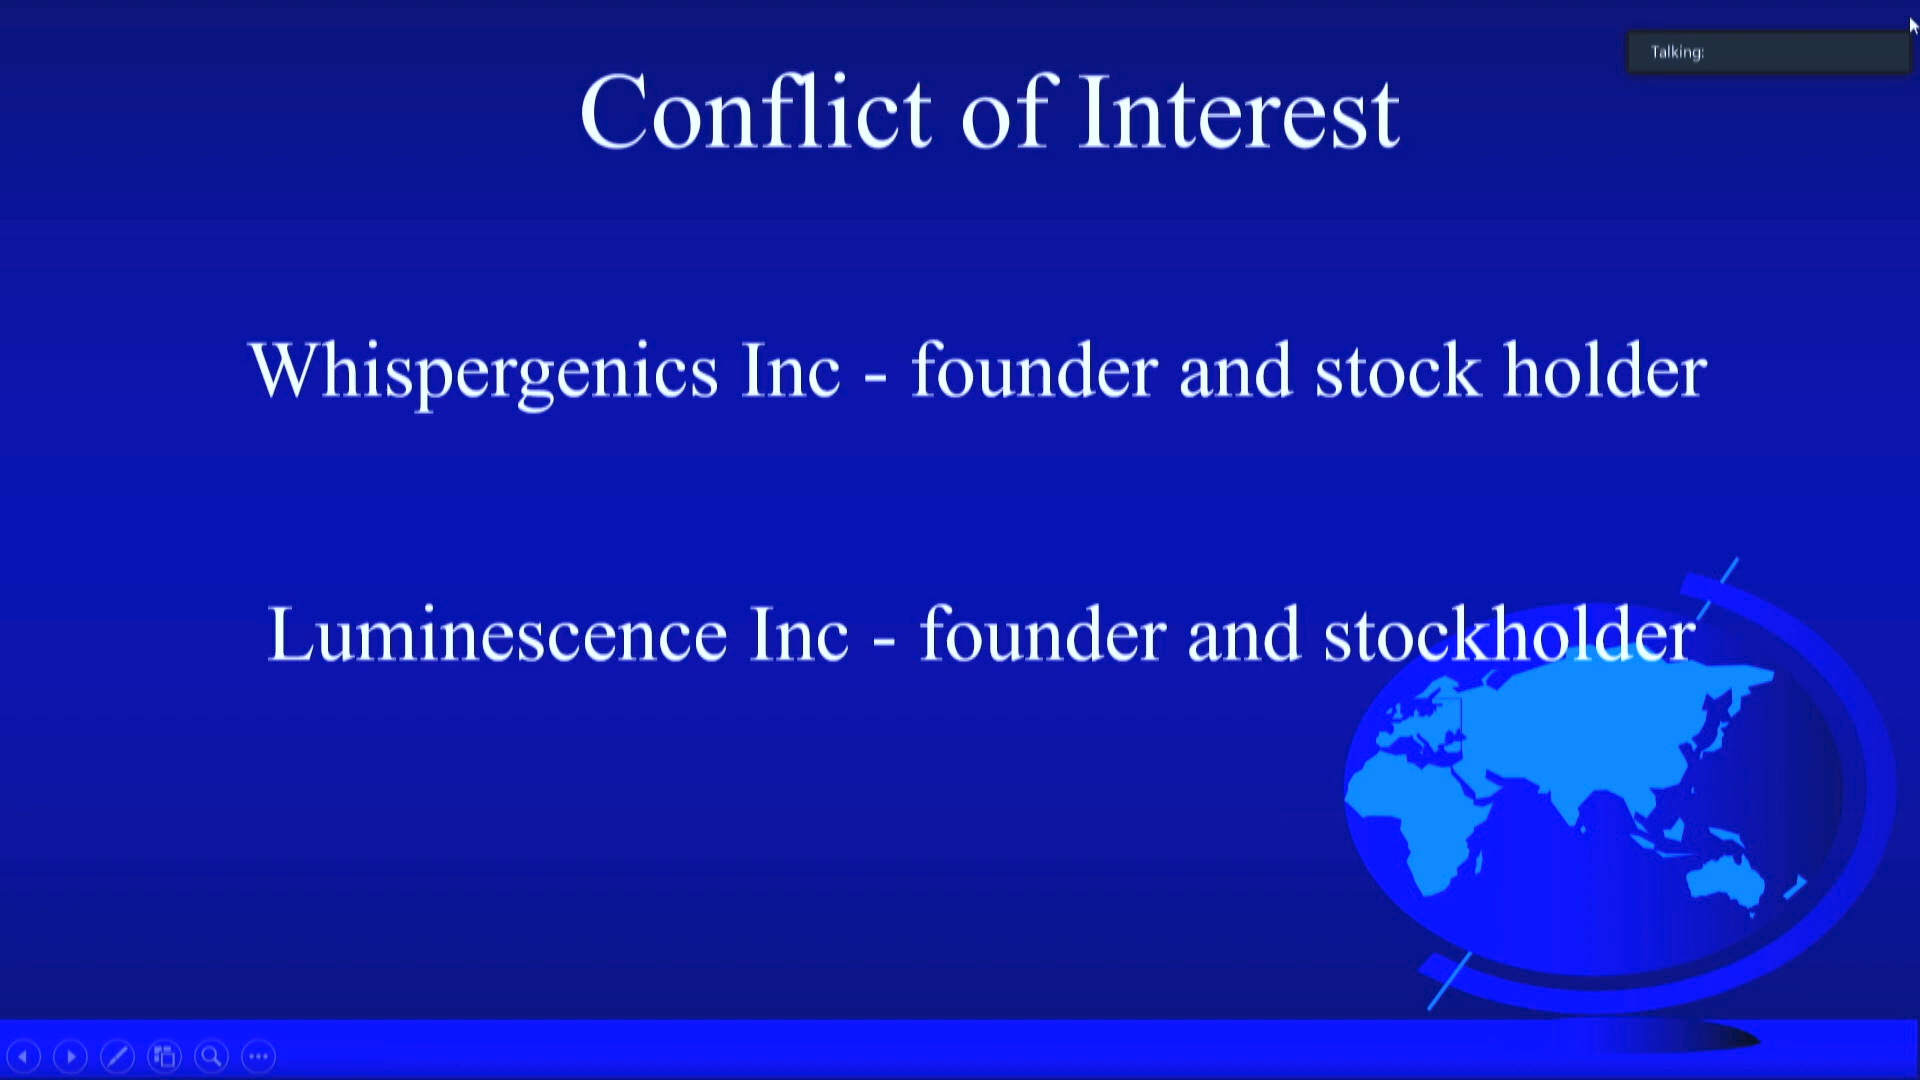 Talking:
Conflict of Interest
Whispergenics Inc - founder and stock holder
Luminescence Inc - founder and stockholder